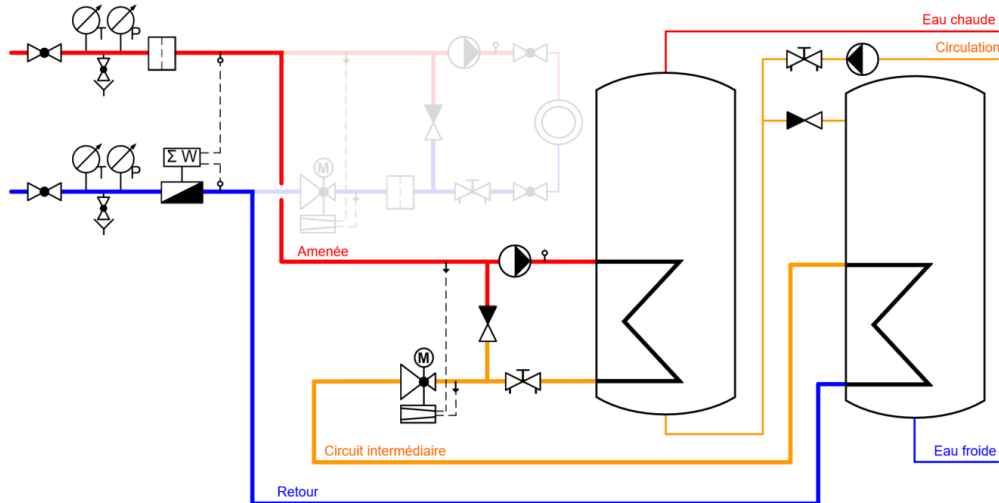 Eau chaude
Circulation
T
P
T
P
Σ W
M
Amenée
M
Circuit intermédiaire
Eau froide
Retour